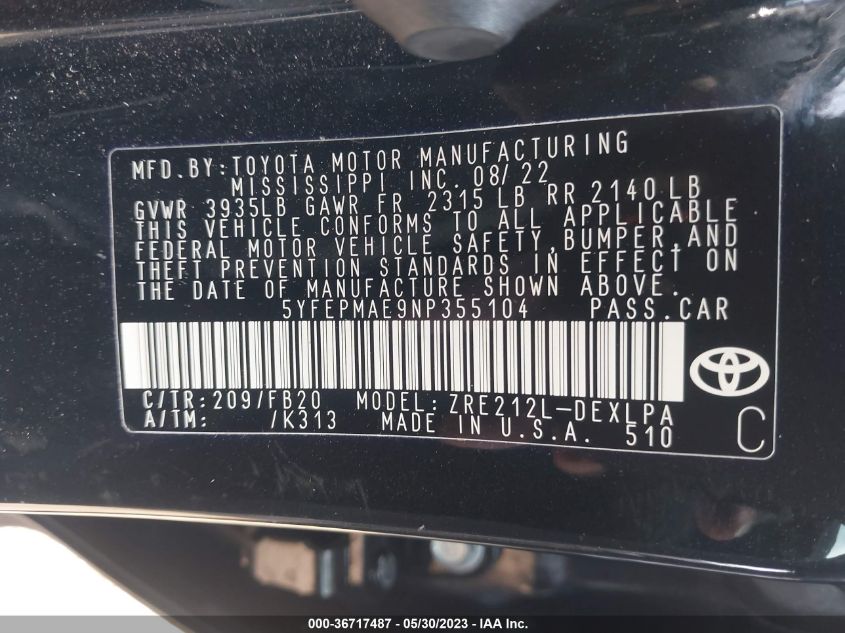 MFD.BY:TOYOTA MOTOR MANUFACTURING
MISSISSIPPI INC. 08/22
GVWR 3935LB GAWR FR 2315 LB RR 2140 LB
THIS VEHICLE CONFORMS TO ALL APPLICABLE
FEDERAL MOTOR VEHICLE SAFETY,BUMPER,AND
THEFT PREVENTION STANDARDS IN EFFECT ON
THE DATE OF MANUFACTURE SHOWN ABOVE.
5YFEPMAE9NP355104 PASS.CAR
C/TR:209/FB20 MODEL:ZRE212L-DEXLPA
A/TM: /K313 MADE IN U.S.A. 510
C
000-36717487 - 05/30/2023 - IAAI.com